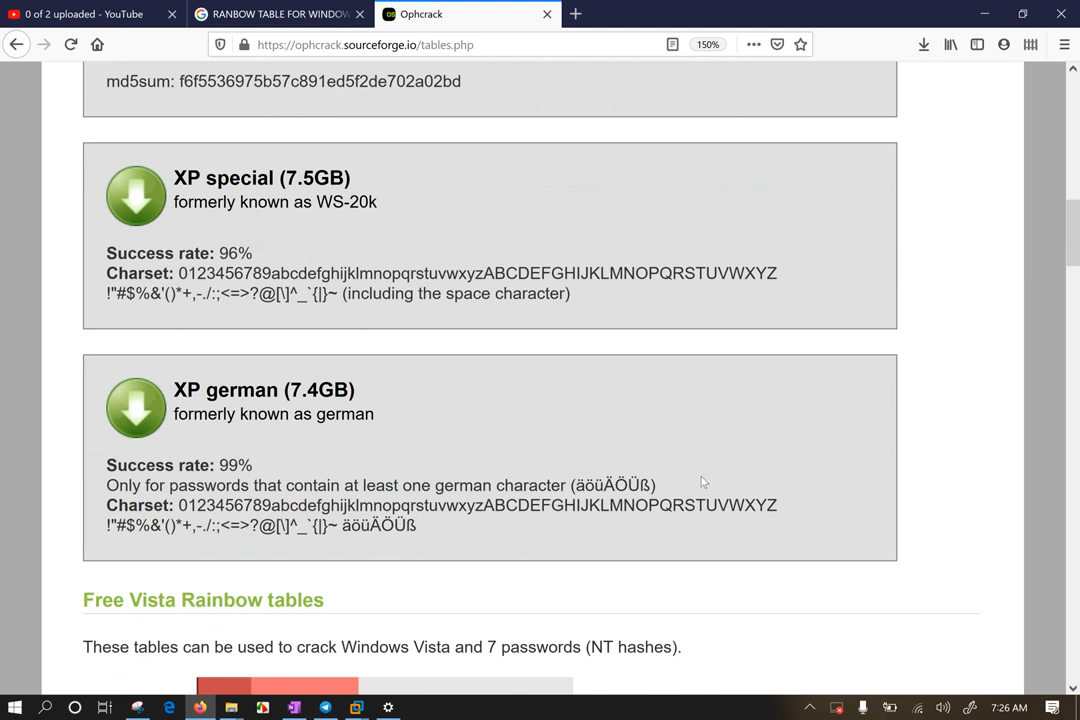 0 of 2 uploaded - YouTube
RANBOW TABLE FOR WINDOW
Ophcrack
https://ophcrack.sourceforge.io/tables.php
150%
md5sum: f6f5536975b57c891ed5f2de702a02bd
XP special (7.5GB)
formerly known as WS-20k
Success rate: 96%
Charset: 0123456789abcdefghijklmnopqrstuvwxyzABCDEFGHIJKLMNOPQRSTUVWXYZ
!"#$%&'()*+,-./:;<=>?@[\]^_`{|}~ (including the space character)
XP german (7.4GB)
formerly known as german
Success rate: 99%
Only for passwords that contain at least one german character (äöüÄÖÜß)
Charset: 0123456789abcdefghijklmnopqrstuvwxyzABCDEFGHIJKLMNOPQRSTUVWXYZ
!"#$%&'()*+,-./:;<=>?@[\]^_`{|}~ äöüÄÖÜß
Free Vista Rainbow tables
These tables can be used to crack Windows Vista and 7 passwords (NT hashes).
7:26 AM